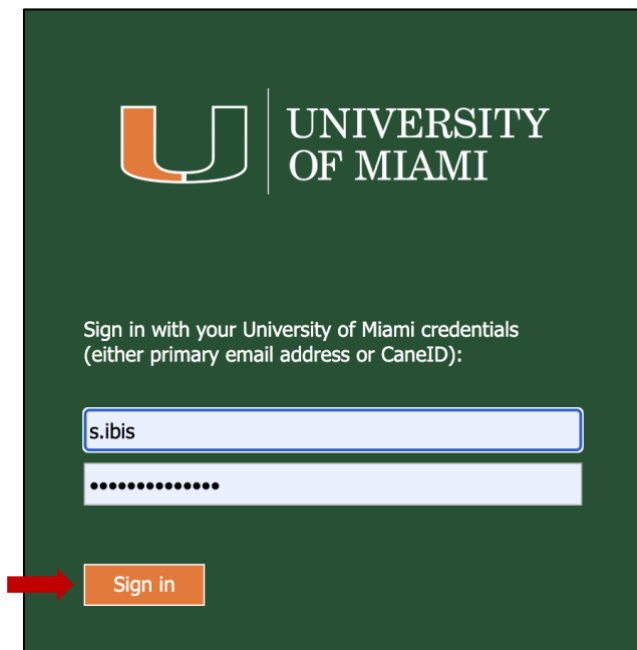 UNIVERSITY
OF MIAMI
Sign in with your University of Miami credentials
(either primary email address or CaneID):
s.ibis
••••••••••••••
Sign in